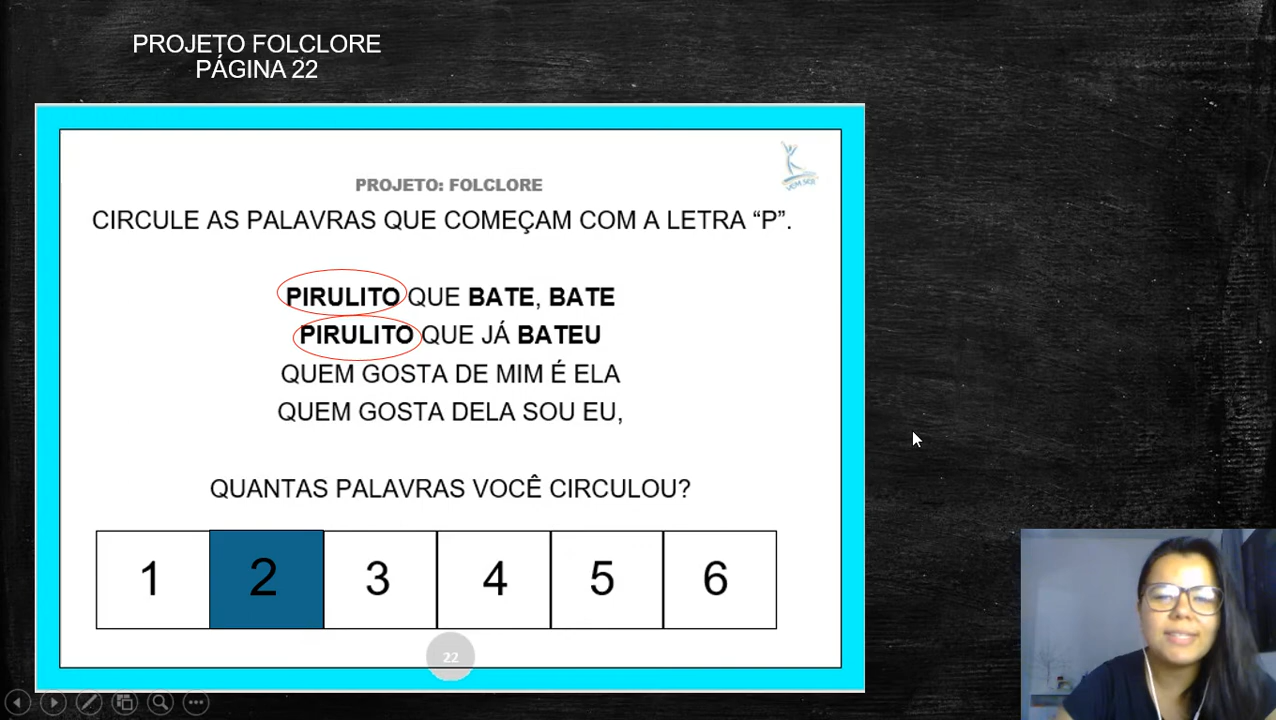 PROJETO FOLCLORE
PÁGINA 22
PROJETO: FOLCLORE
CIRCULE AS PALAVRAS QUE COMEÇAM COM A LETRA “P”.
PIRULITO QUE BATE, BATE
PIRULITO QUE JÁ BATEU
QUEM GOSTA DE MIM É ELA
QUEM GOSTA DELA SOU EU,
QUANTAS PALAVRAS VOCÊ CIRCULOU?
1 2 3 4 5 6
22